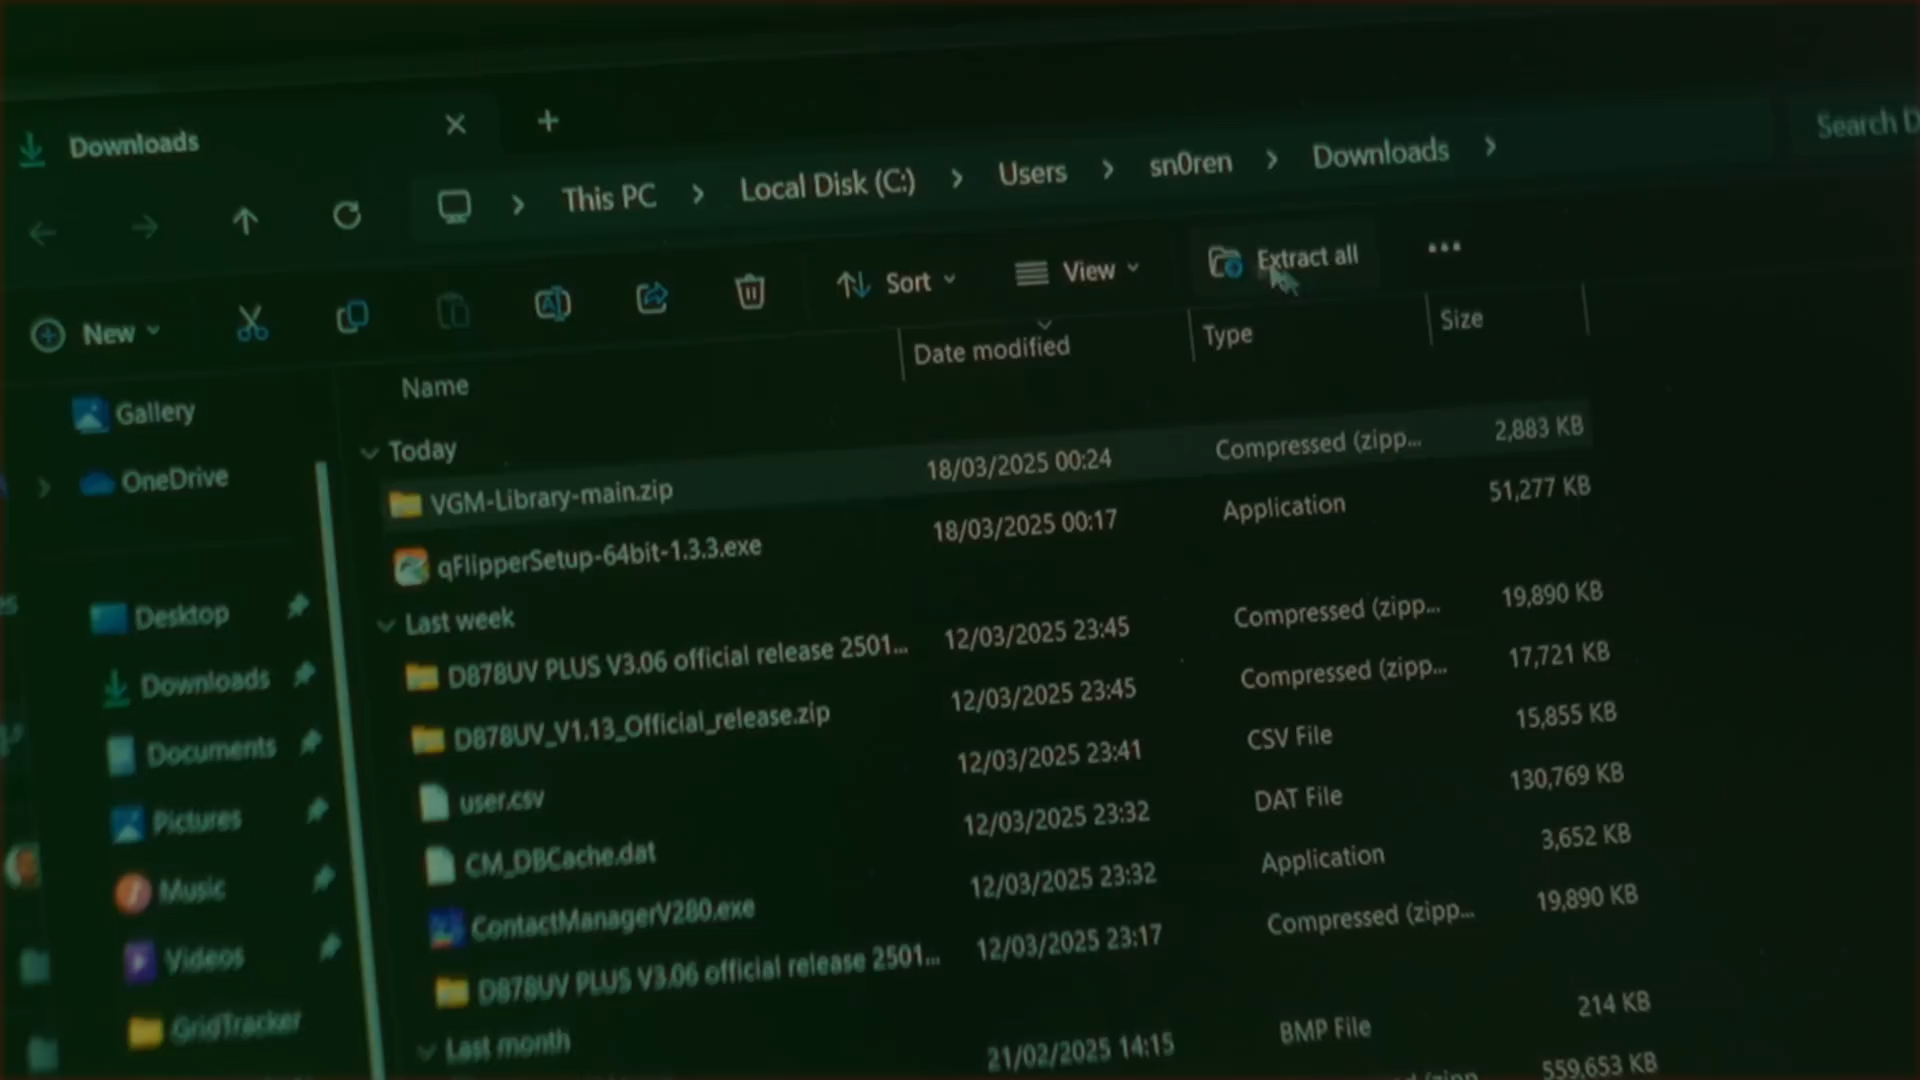 Downloads
This PC > Local Disk (C:) > Users > sn0ren > Downloads >
Search D
New
Sort
View
Extract all
Name
Date modified
Type
Size
Gallery
OneDrive
Desktop
Downloads
Documents
Pictures
Music
Videos
GridTracker
Today
VGM-Library-main.zip 18/03/2025 00:24 Compressed (zipp... 2,883 KB
qFlipperSetup-64bit-1.3.3.exe 18/03/2025 00:17 Application 51,277 KB
Last week
D878UV PLUS V3.06 official release 2501... 12/03/2025 23:45 Compressed (zipp... 19,890 KB
D878UV_V1.13_Official_release.zip 12/03/2025 23:45 Compressed (zipp... 17,721 KB
user.csv 12/03/2025 23:41 CSV File 15,855 KB
CM_DBCache.dat 12/03/2025 23:32 DAT File 130,769 KB
ContactManagerV280.exe 12/03/2025 23:32 Application 3,652 KB
D878UV PLUS V3.06 official release 2501... 12/03/2025 23:17 Compressed (zipp... 19,890 KB
Last month
21/02/2025 14:15 BMP File 214 KB
559,653 KB